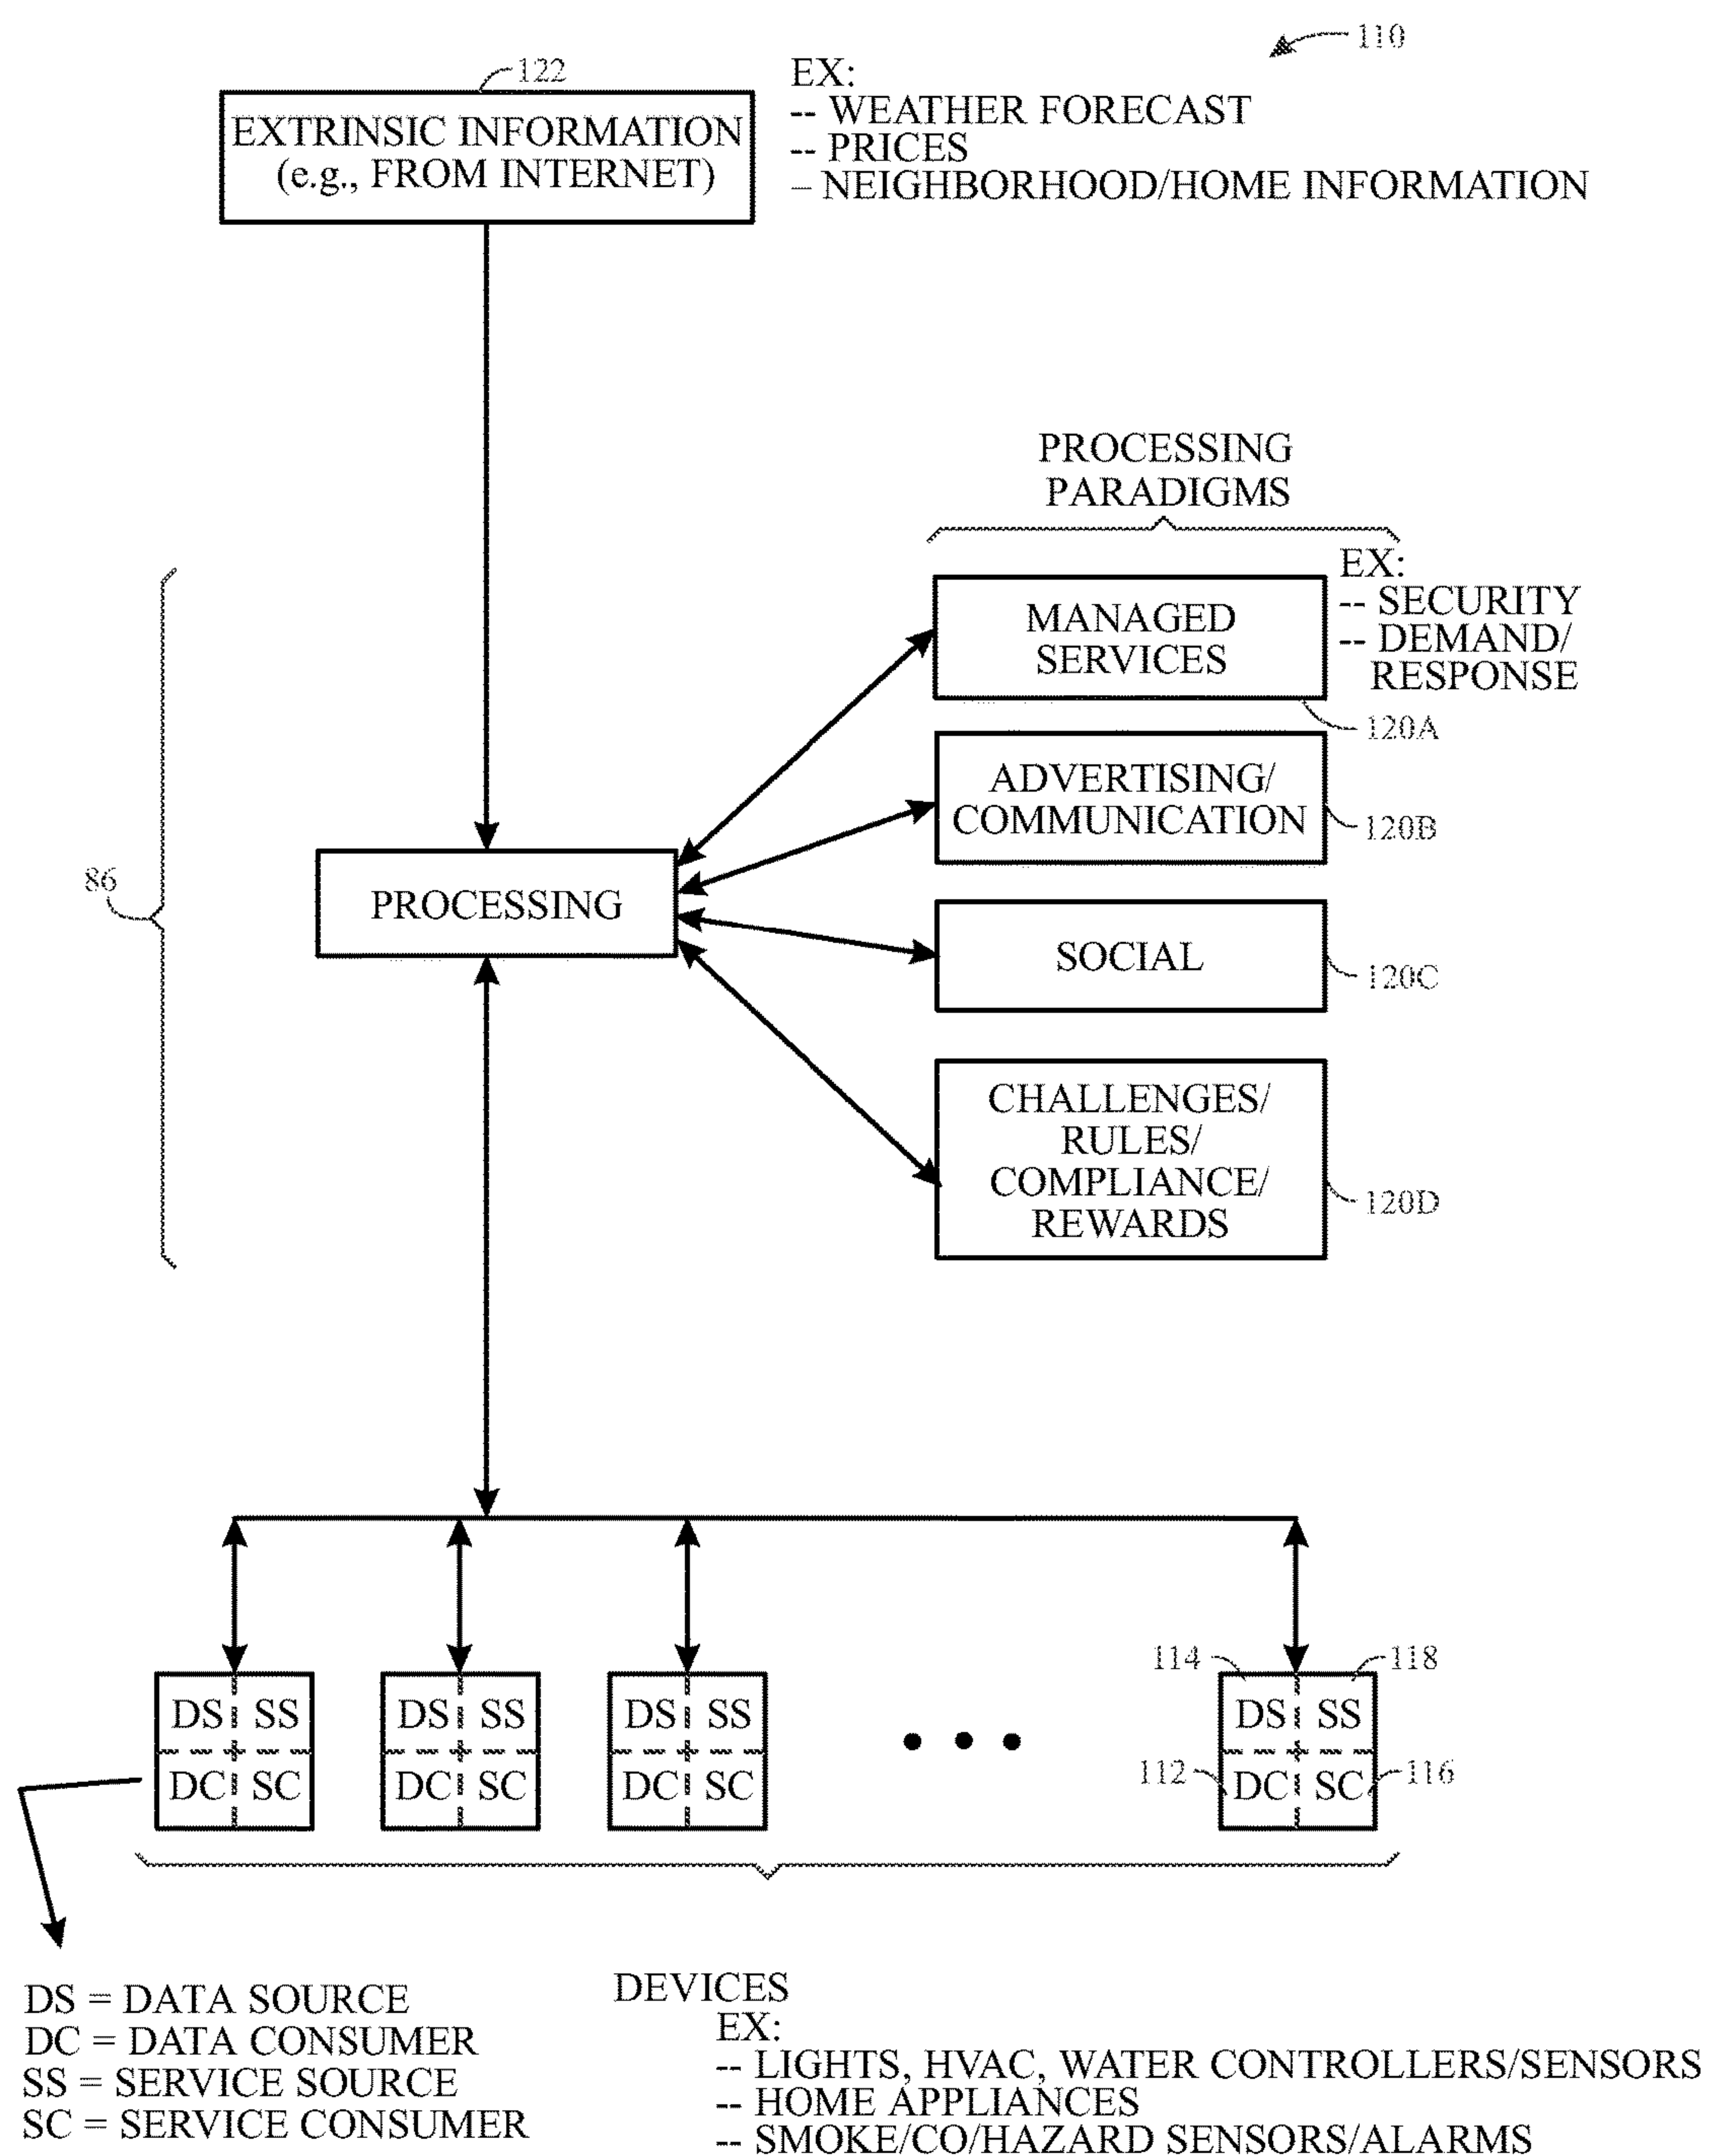 110
122
EXTRINSIC INFORMATION
(e.g., FROM INTERNET)
EX:
-- WEATHER FORECAST
-- PRICES
– NEIGHBORHOOD/HOME INFORMATION
PROCESSING
PARADIGMS
MANAGED
SERVICES
EX:
-- SECURITY
-- DEMAND/
RESPONSE
120A
ADVERTISING/
COMMUNICATION
120B
86
PROCESSING
SOCIAL
120C
CHALLENGES/
RULES/
COMPLIANCE/
REWARDS
120D
114
118
DS SS
DC SC
DS SS
DC SC
DS SS
DC SC
DS SS
DC SC
112
116
DS = DATA SOURCE
DC = DATA CONSUMER
SS = SERVICE SOURCE
SC = SERVICE CONSUMER
DEVICES
EX:
-- LIGHTS, HVAC, WATER CONTROLLERS/SENSORS
-- HOME APPLIANCES
-- SMOKE/CO/HAZARD SENSORS/ALARMS